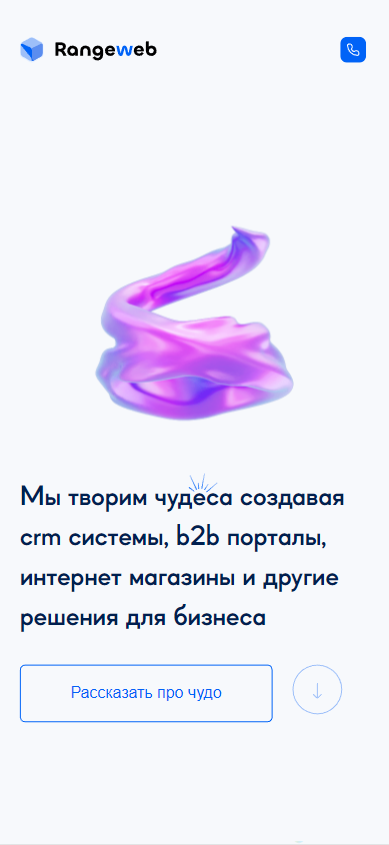 Rangeweb
Мы творим чудеса создавая
crm системы, b2b порталы,
интернет магазины и другие
решения для бизнеса
Рассказать про чудо